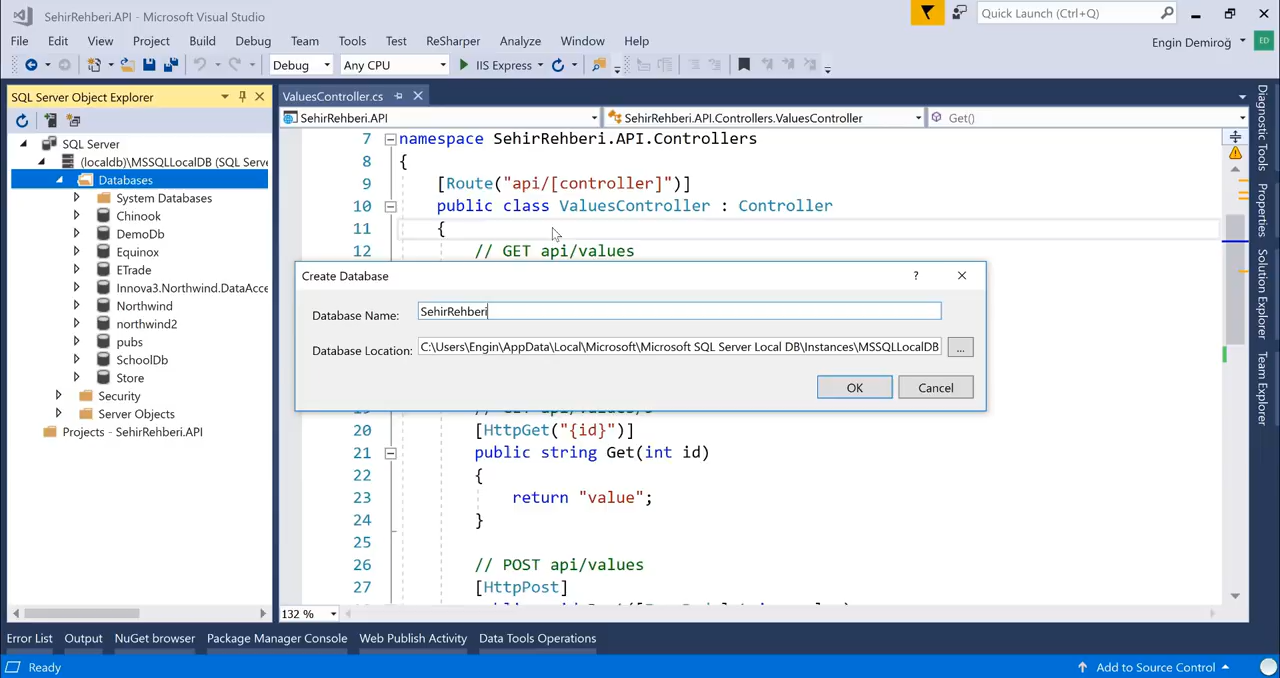 SehirRehberi.API - Microsoft Visual Studio
Quick Launch (Ctrl+Q)
File Edit View Project Build Debug Team Tools Test ReSharper Analyze Window Help
Engin Demiroğ ED
Debug Any CPU IIS Express
SQL Server Object Explorer
ValuesController.cs
SehirRehberi.API SehirRehberi.API.Controllers.ValuesController Get()
SQL Server
(localdb)\MSSQLLocalDB (SQL Serve
Databases
System Databases
Chinook
DemoDb
Equinox
ETrade
Innova3.Northwind.DataAcce
Northwind
northwind2
pubs
SchoolDb
Store
Security
Server Objects
Projects - SehirRehberi.API
7 namespace SehirRehberi.API.Controllers
8 {
9 [Route("api/[controller]")]
10 public class ValuesController : Controller
11 {
12 // GET api/values
Create Database
?
Database Name: SehirRehberi
Database Location: C:\Users\Engin\AppData\Local\Microsoft\Microsoft SQL Server Local DB\Instances\MSSQLLocalDB ...
OK Cancel
20 [HttpGet("{id}")]
21 public string Get(int id)
22 {
23 return "value";
24 }
25
26 // POST api/values
27 [HttpPost]
132 %
Diagnostic Tools
Properties
Solution Explorer
Team Explorer
Error List Output NuGet browser Package Manager Console Web Publish Activity Data Tools Operations
Ready Add to Source Control